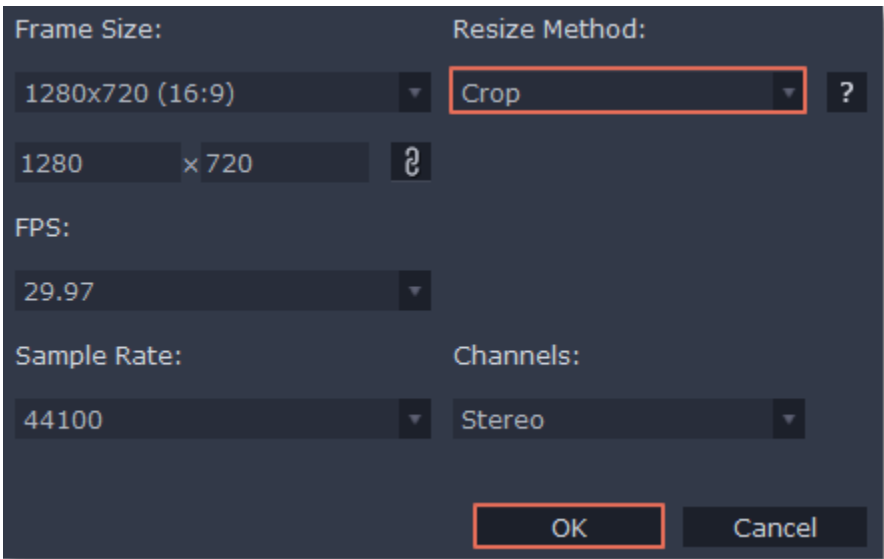 Frame Size: Resize Method:
1280x720 (16:9) Crop ?
1280 x 720
FPS:
29.97
Sample Rate: Channels:
44100 Stereo
OK Cancel